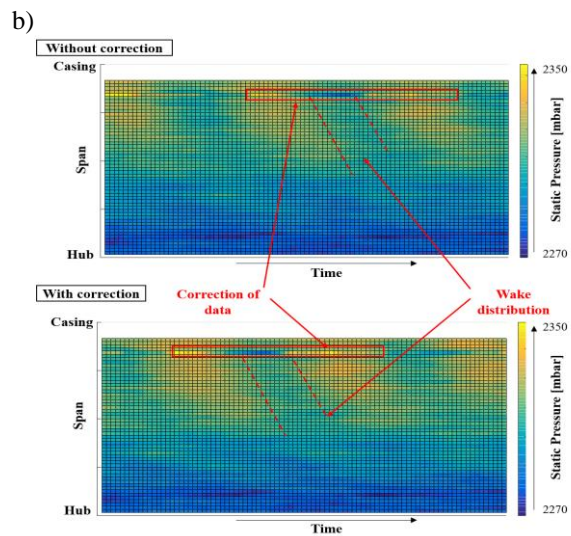 b)
Without correction
Casing
Span
Hub
Time
2350
Static Pressure [mbar]
2270
With correction
Correction of
data
Wake
distribution
Casing
Span
Hub
Time
2350
Static Pressure [mbar]
2270